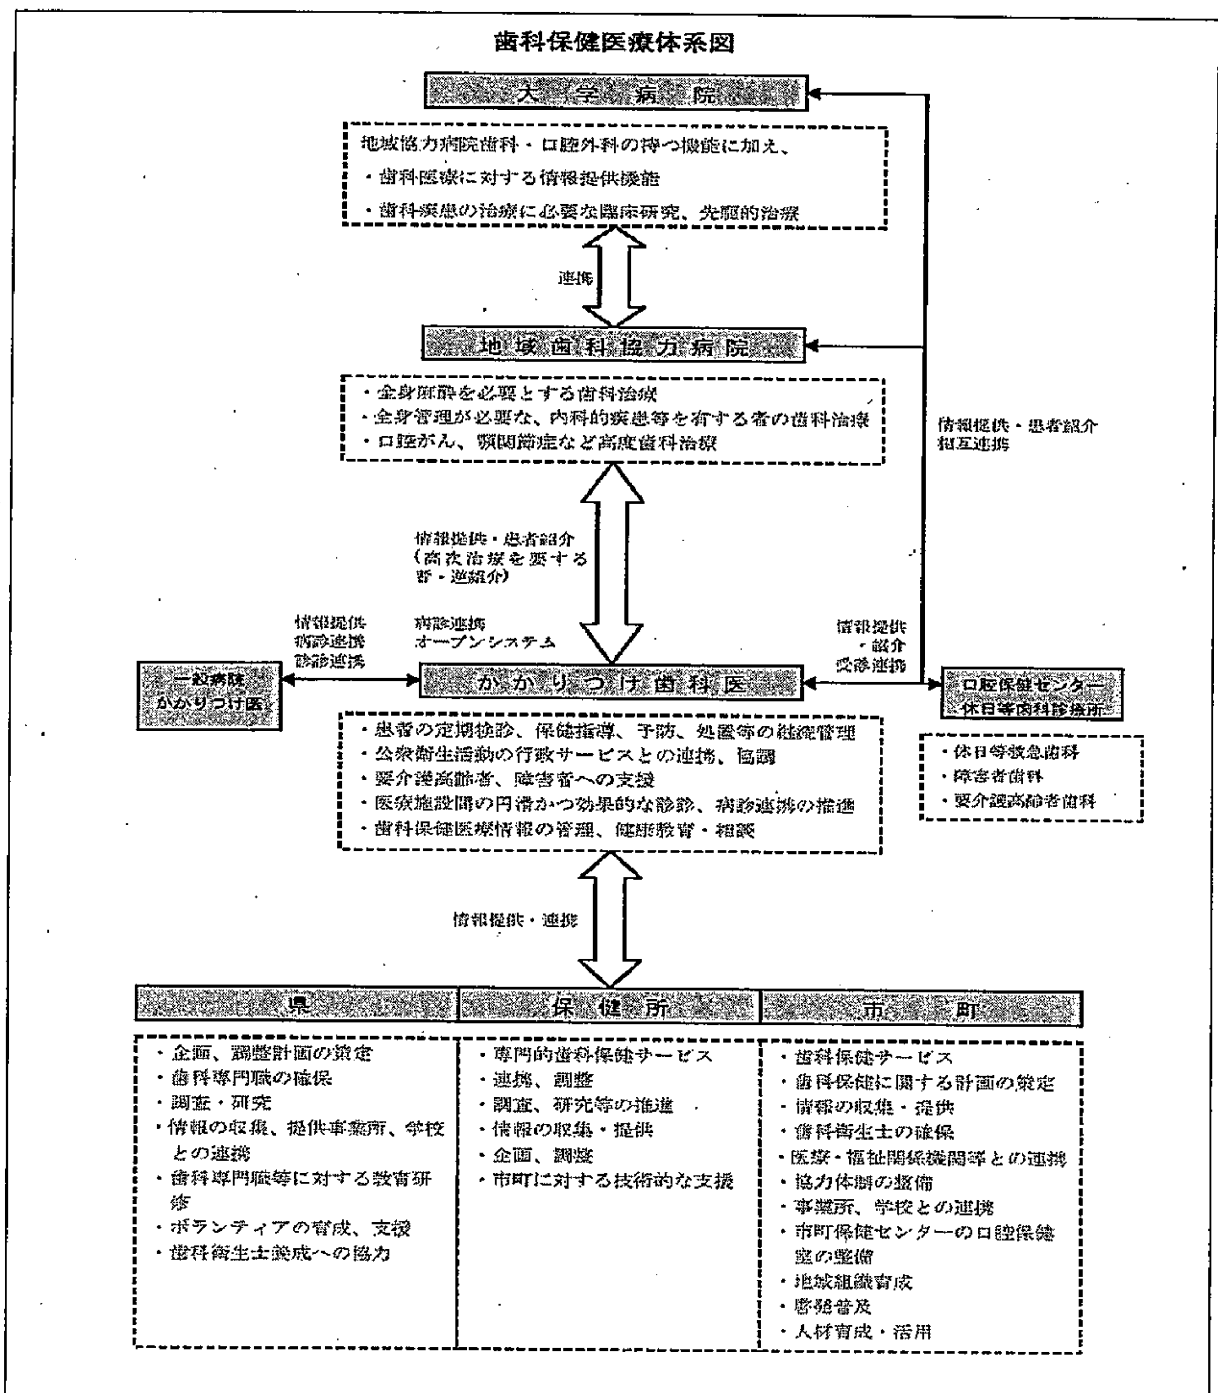 歯科保健医療体系図
大学病院
地域協力病院歯科・口腔外科の持つ機能に加え、
・歯科医療に対する情報提供機能
・歯科疾患の治療に必要な臨床研究、先駆的治療
連携
地域歯科協力病院
・全身麻酔を必要とする歯科治療
・全身管理が必要な、内科的疾患等を有する者の歯科治療
・口腔がん、顎関節症など高度歯科治療
情報提供・患者紹介
相互連携
情報提供・患者紹介
(高次治療を要する
者・逆紹介)
情報提供
病診連携
診診連携
病診連携
オープンシステム
情報提供
・紹介
受診連携
一般病院
かかりつけ医
かかりつけ歯科医
口腔保健センター
休日等歯科診療所
・患者の定期検診、保健指導、予防、処置等の継続管理
・公衆衛生活動の行政サービスとの連携、協調
・要介護高齢者、障害者への支援
・医療施設間の円滑かつ効果的な診診、病診連携の推進
・歯科保健医療情報の管理、健康教育・相談
・休日等救急歯科
・障害者歯科
・要介護高齢者歯科
情報提供・連携
県
・企画、調整計画の策定
・歯科専門職の確保
・調査・研究
・情報の収集、提供事業所、学校
との連携
・歯科専門職等に対する教育研
修
・ボランティアの育成、支援
・歯科衛生士養成への協力
保健所
・専門的歯科保健サービス
・連携、調整
・調査、研究等の推進
・情報の収集・提供
・企画、調整
・市町に対する技術的な支援
市町
・歯科保健サービス
・歯科保健に関する計画の策定
・情報の収集・提供
・歯科衛生士の確保
・医療・福祉関係機関等との連携
・協力体制の整備
・事業所、学校との連携
・市町保健センターの口腔保健
室の整備
・地域組織育成
・啓発普及
・人材育成・活用